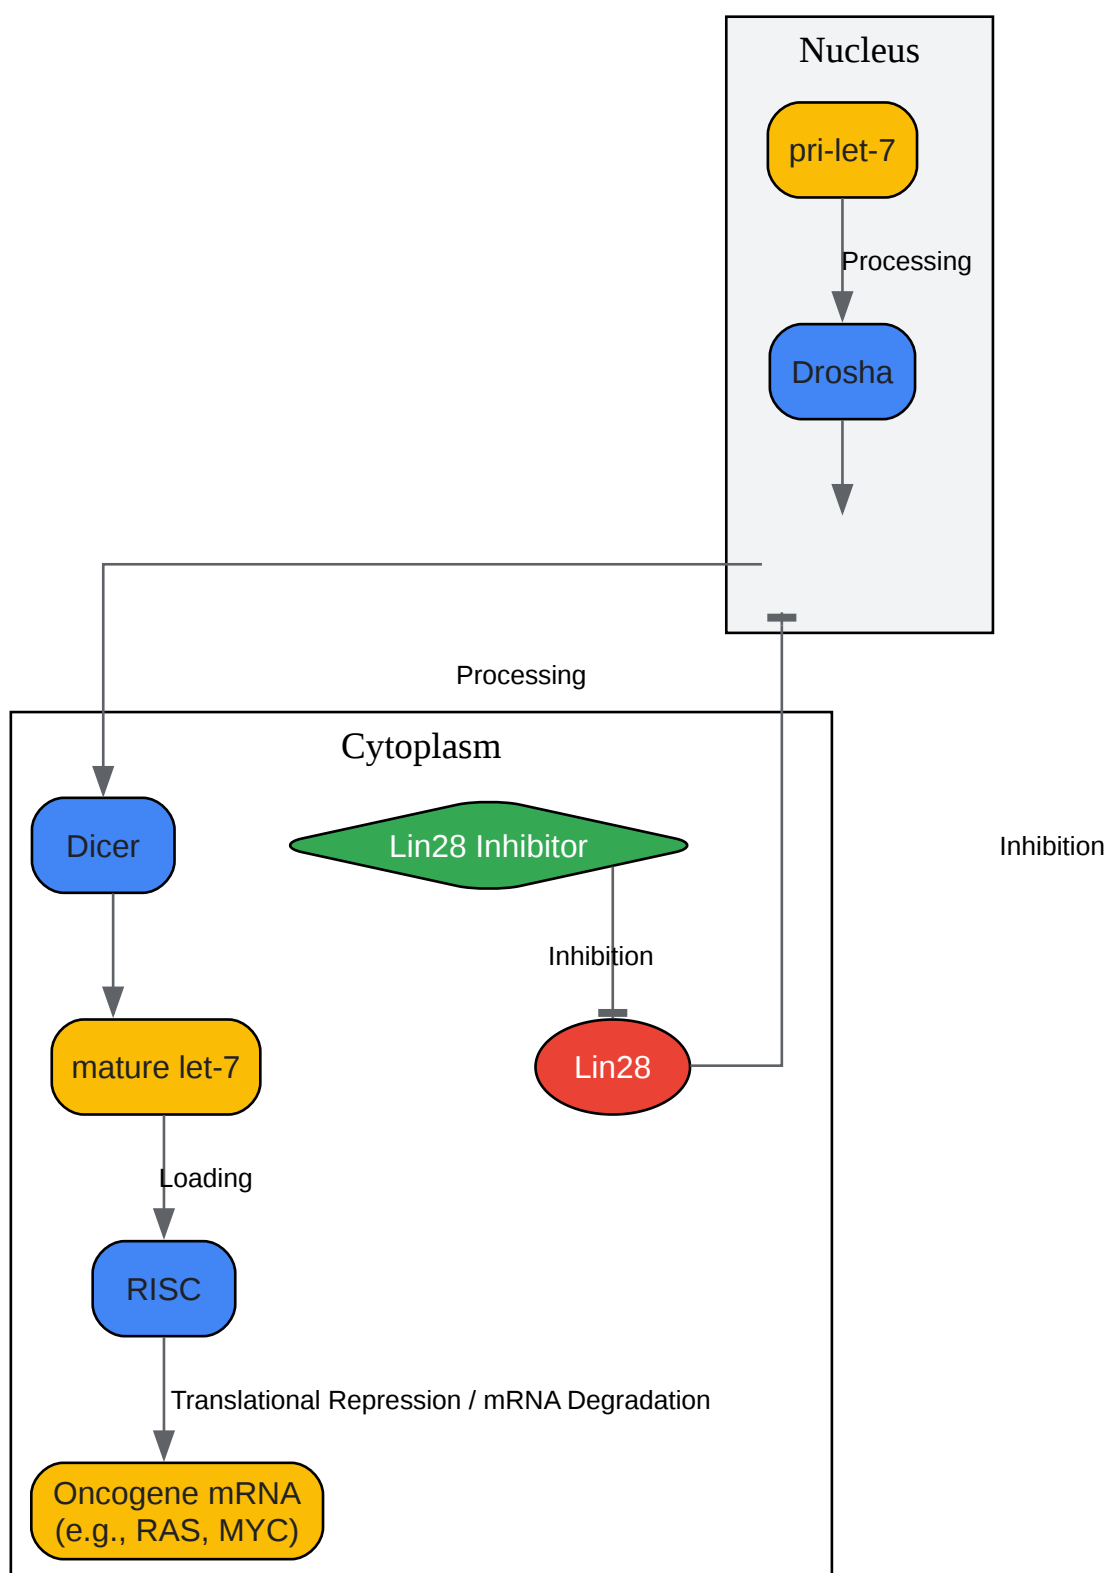 Nucleus
pri-let-7
Processing
Drosha
Processing
Cytoplasm
Dicer
Lin28 Inhibitor
Inhibition
Inhibition
mature let-7
Lin28
Loading
RISC
Translational Repression / mRNA Degradation
Oncogene mRNA
(e.g., RAS, MYC)